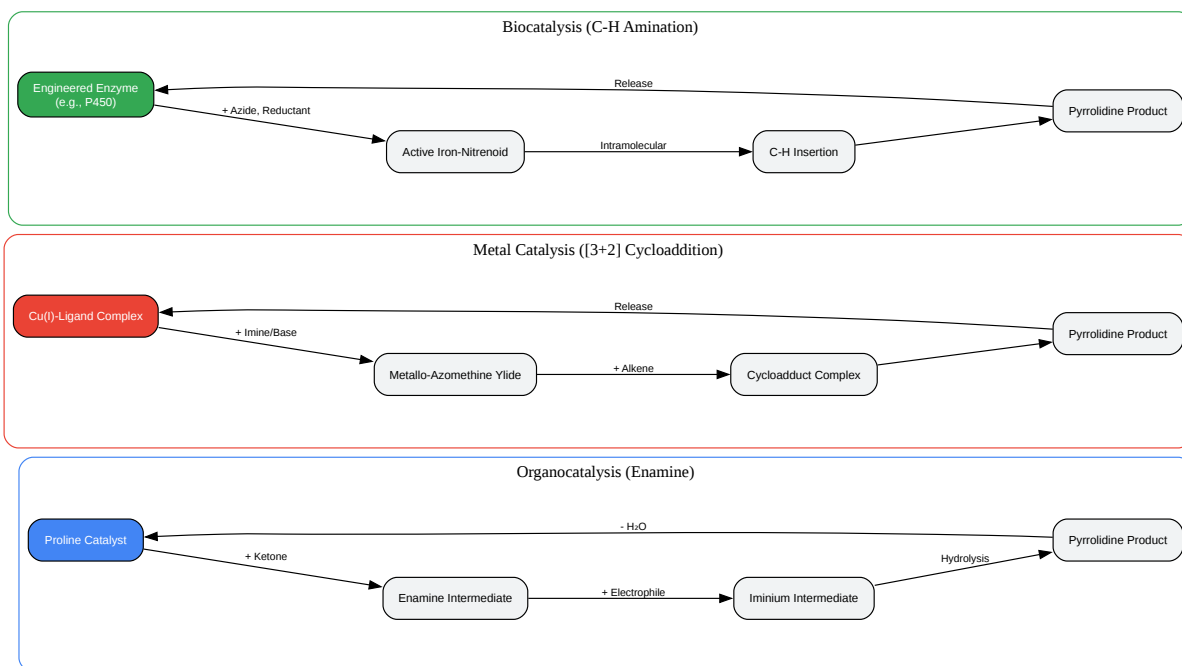 Biocatalysis (C-H Amination)
Engineered Enzyme
(e.g., P450)
Release
Pyrrolidine Product
+ Azide, Reductant
Active Iron-Nitrenoid
Intramolecular
C-H Insertion
Metal Catalysis ([3+2] Cycloaddition)
Cu(I)-Ligand Complex
Release
Pyrrolidine Product
+ Imine/Base
Metallo-Azomethine Ylide
+ Alkene
Cycloadduct Complex
Organocatalysis (Enamine)
Proline Catalyst
- H₂O
Pyrrolidine Product
+ Ketone
Hydrolysis
Enamine Intermediate
+ Electrophile
Iminium Intermediate